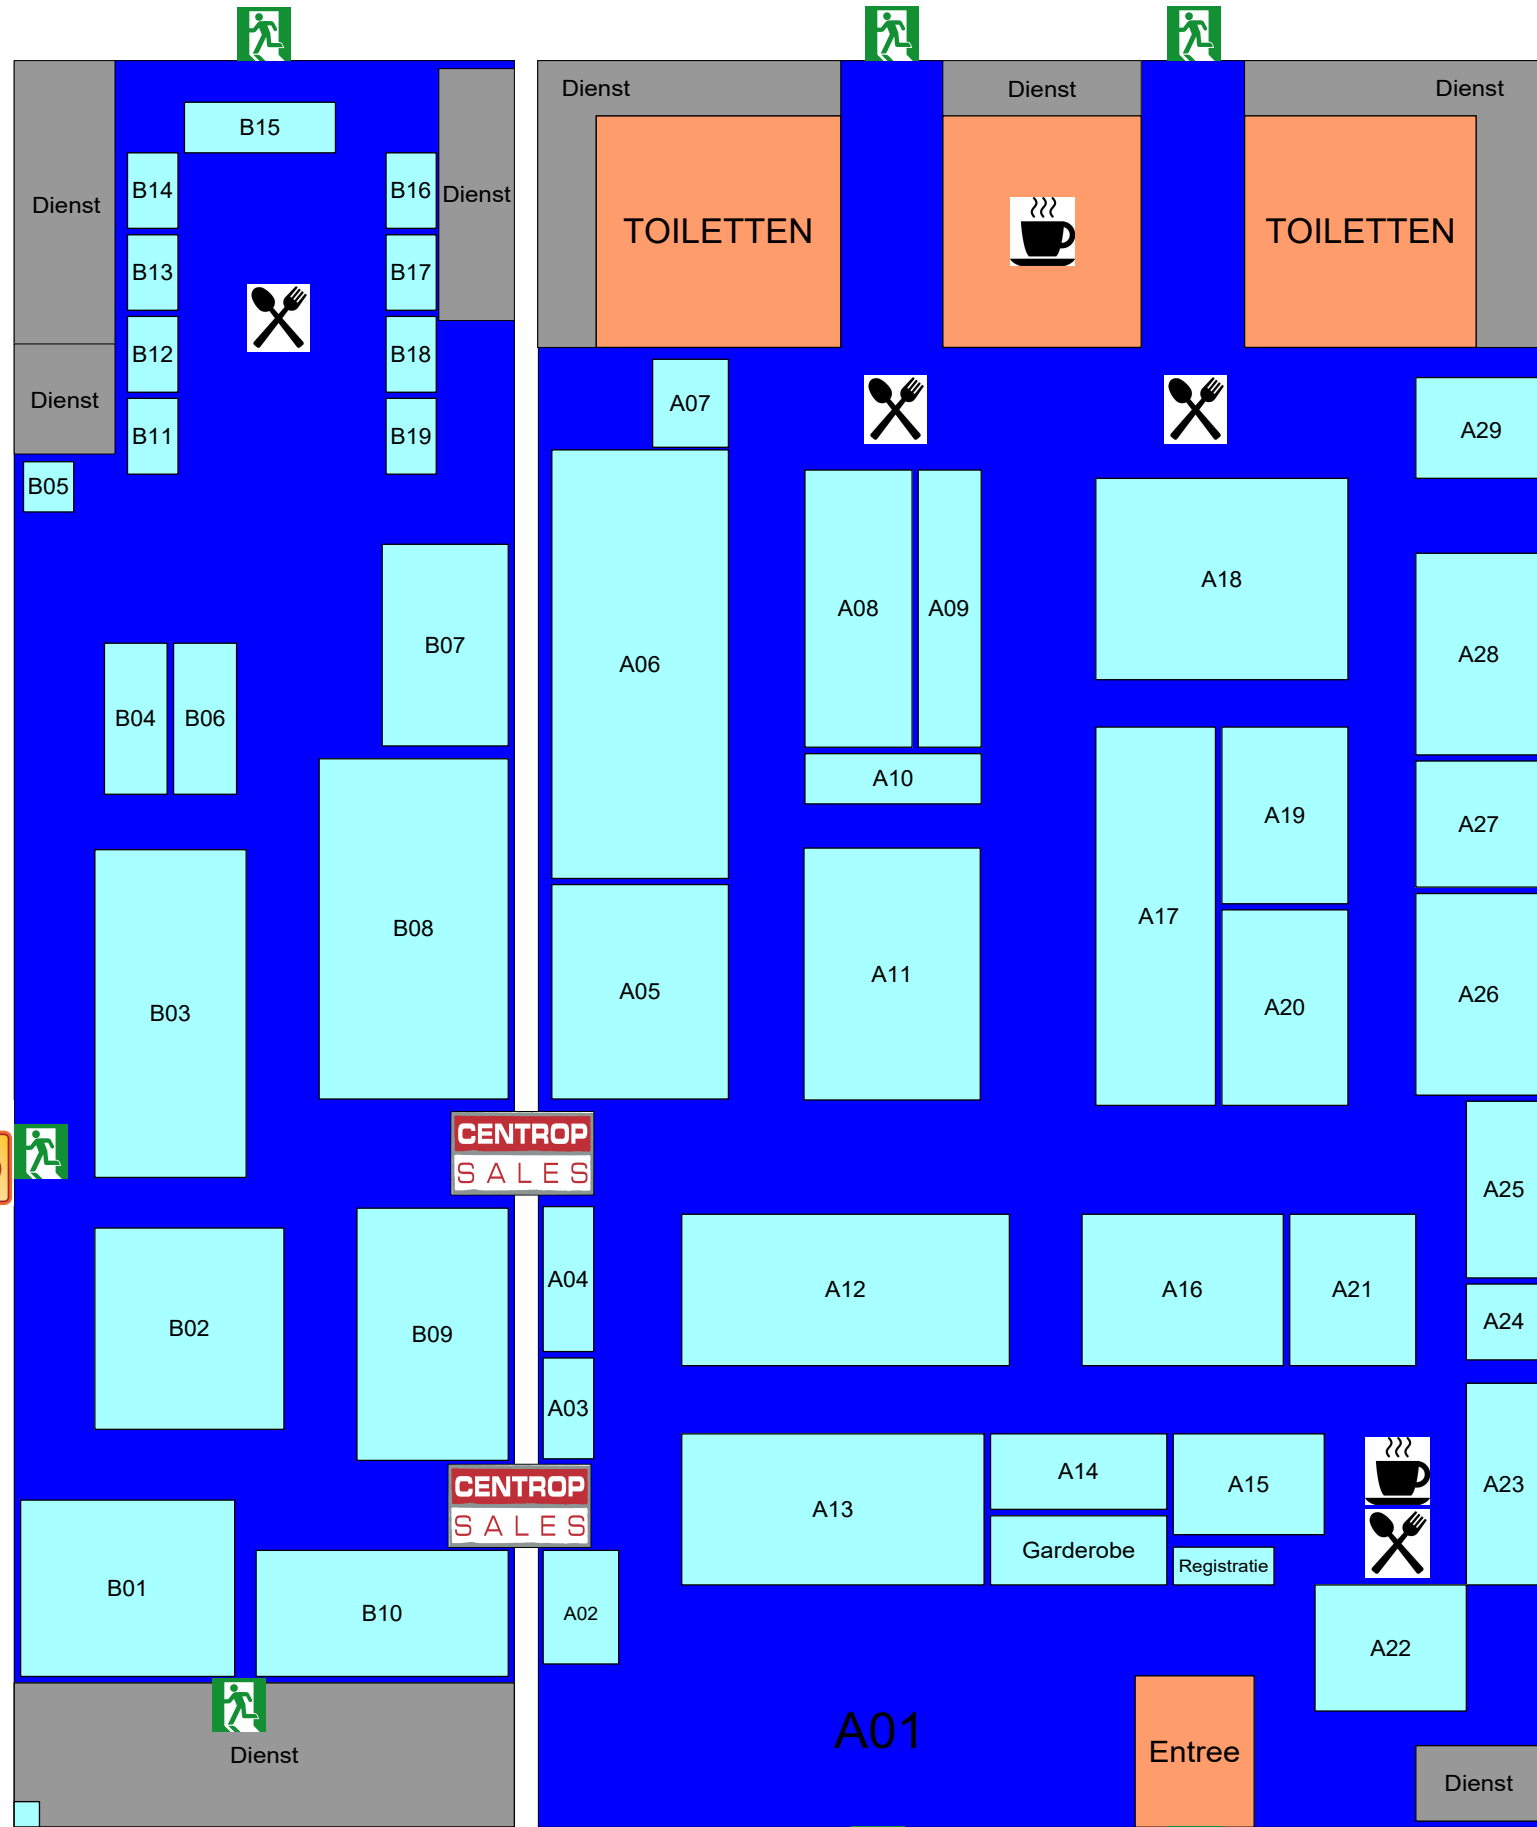 B15
B14
B16
Dienst
Dienst
B13
B17
B12
B18
Dienst
B11
B19
B05
B07
B04
B06
B08
B03
B02
B09
B01
B10
Dienst
Dienst
Dienst
Dienst
TOILETTEN
TOILETTEN
A07
A29
A18
A08
A09
A28
A06
A10
A19
A27
A17
A11
A05
A26
A20
CENTROP
SALES
A25
A04
A12
A16
A21
A24
A03
A14
A15
A23
CENTROP
SALES
A13
Garderobe
Registratie
A02
A22
A01
Entree
Dienst